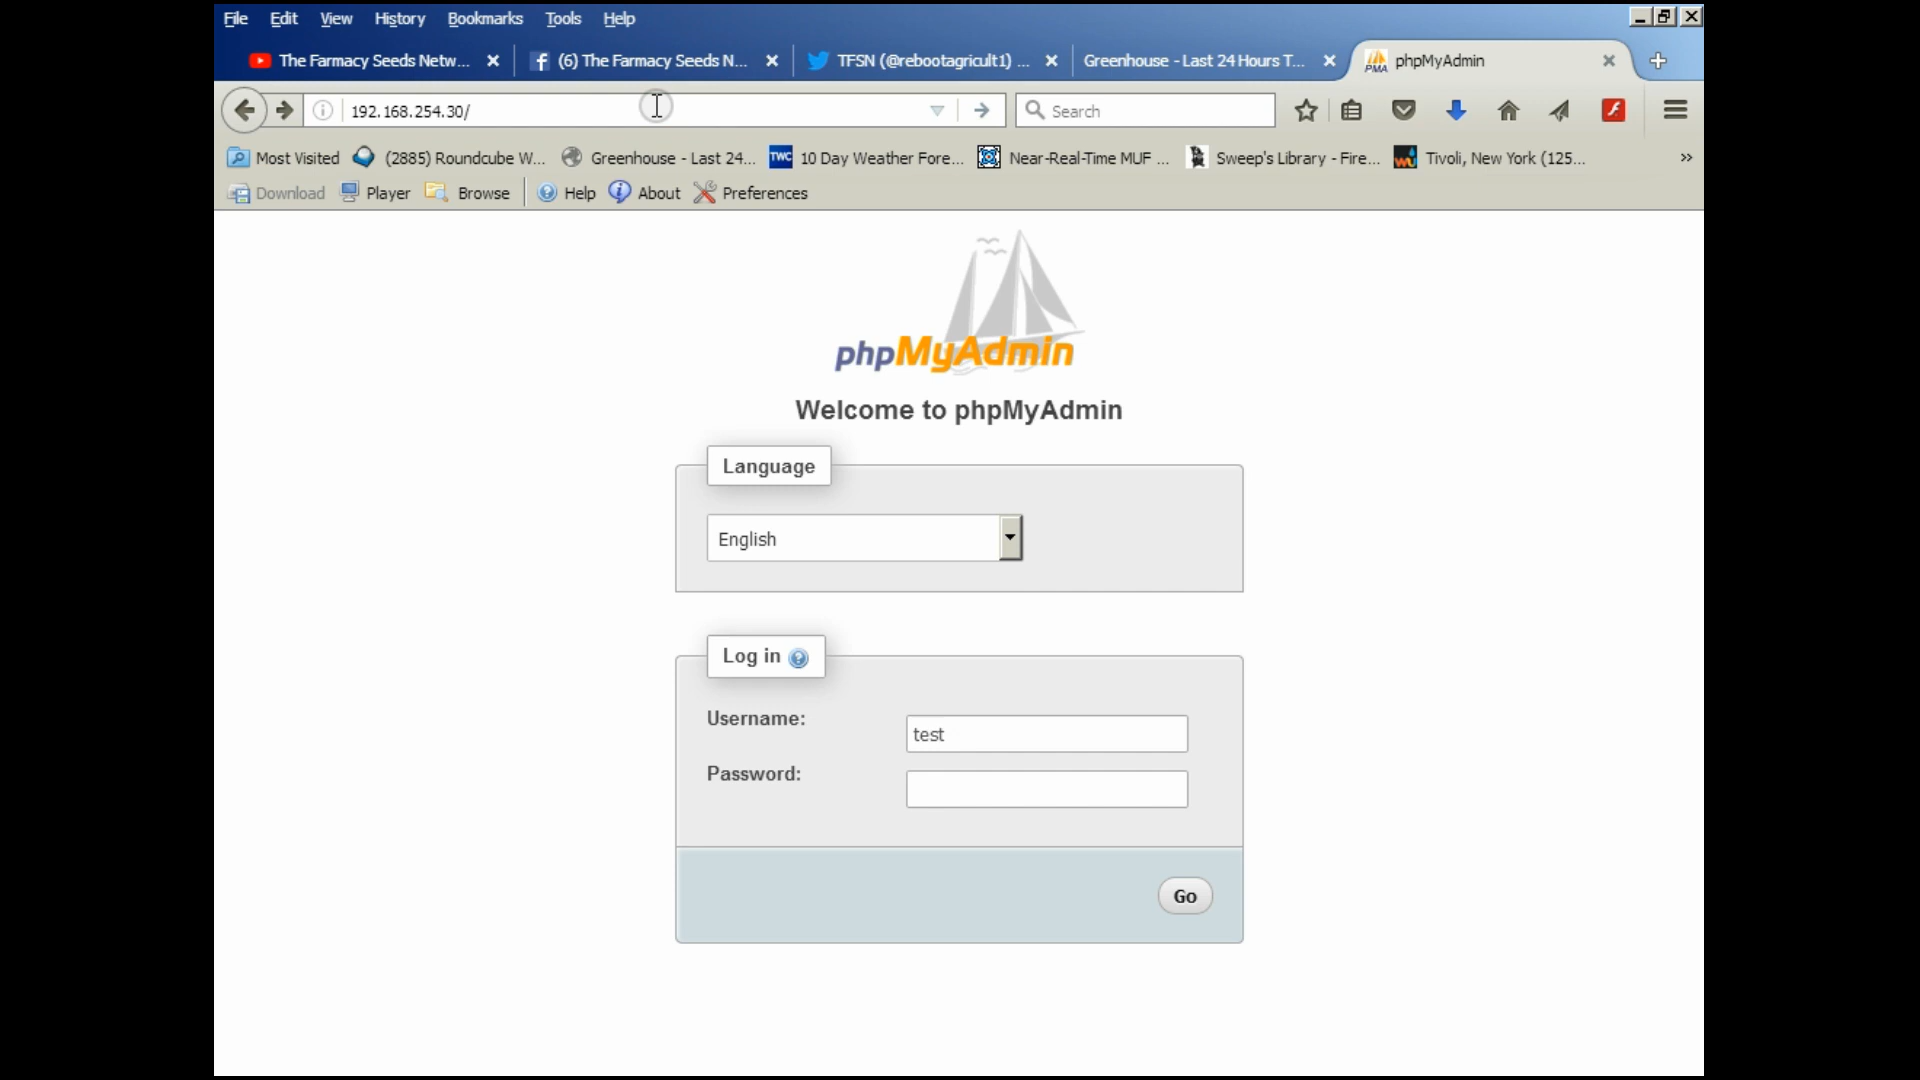 File Edit View History Bookmarks Tools Help
The Farmacy Seeds Netw... (6) The Farmacy Seeds N... TFSN (@rebootagricult1) ... Greenhouse - Last 24 Hours T... PMA phpMyAdmin
192.168.254.30/ Search
Most Visited (2885) Roundcube W... Greenhouse - Last 24... TWC 10 Day Weather Fore... Near-Real-Time MUF ... Sweep's Library - Fire... wu Tivoli, New York (125...
Download Player Browse Help About Preferences
phpMyAdmin
Welcome to phpMyAdmin
Language
English
Log in
Username: test
Password:
Go